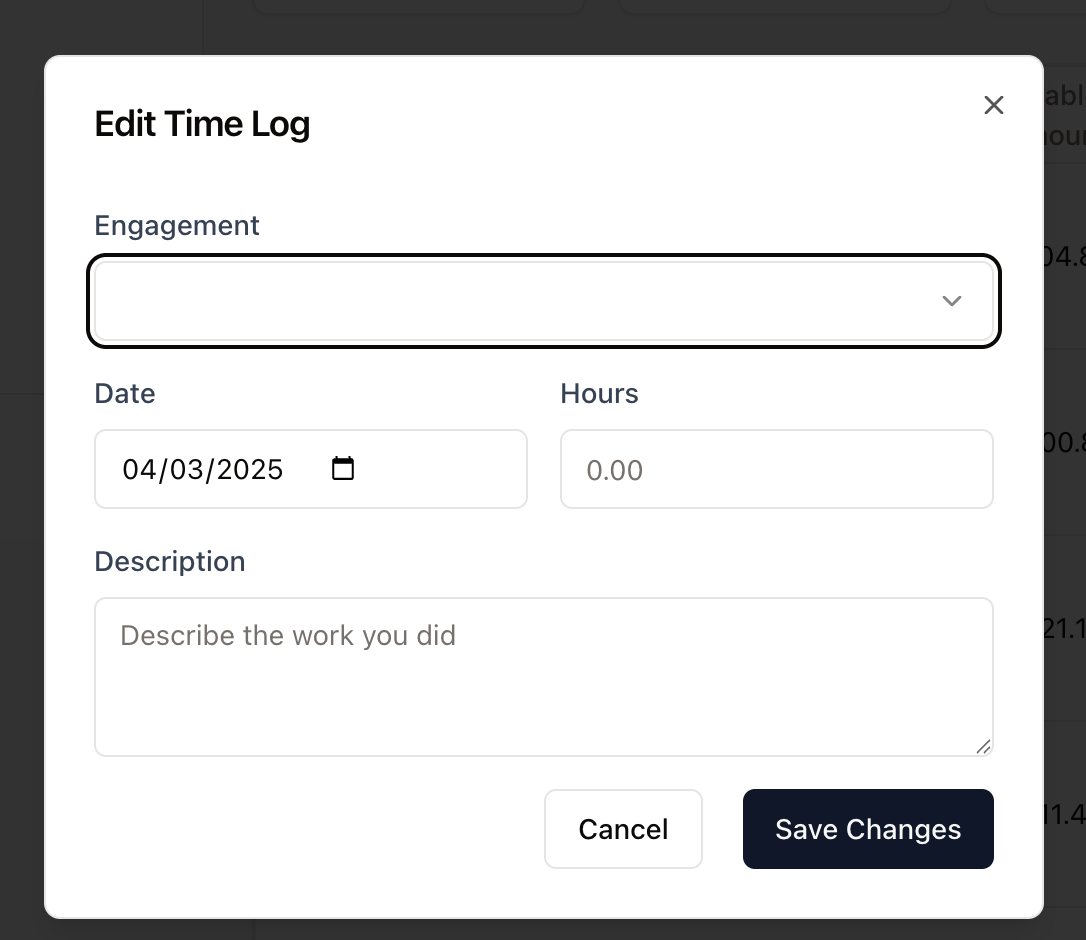 Edit Time Log
Engagement
Date
Hours
04/03/2025
0.00
Description
Describe the work you did
Cancel
Save Changes